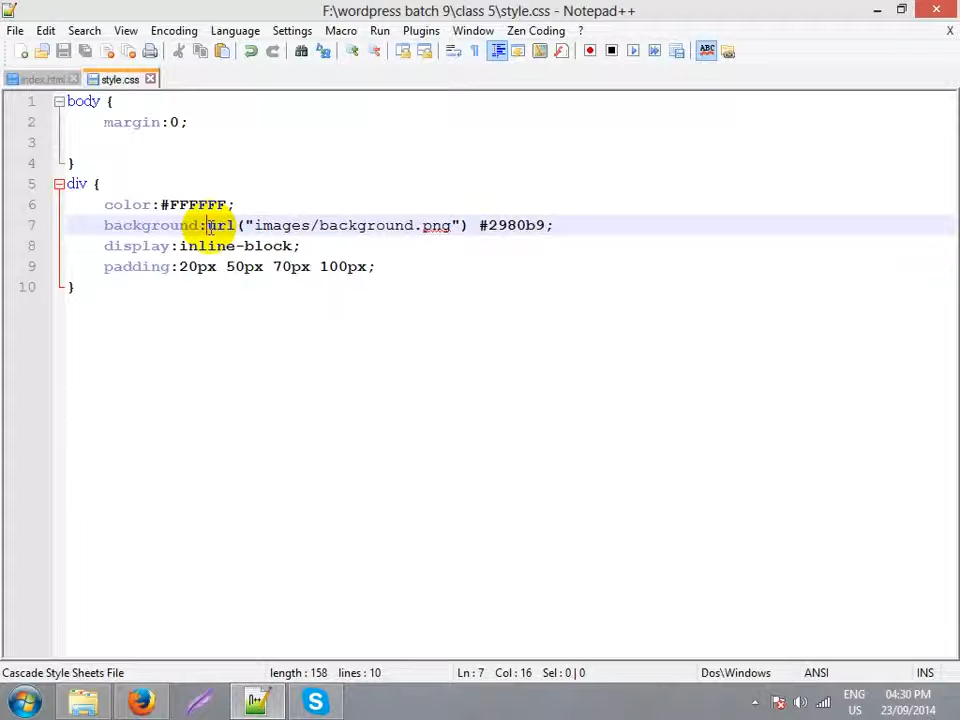 F:\wordpress batch 9\class 5\style.css - Notepad++
File Edit Search View Encoding Language Settings Macro Run Plugins Window Zen Coding ? X
index.html style.css
1 body {
2 margin:0;
3
4 }
5 div {
6 color:#FFFFFF;
7 background:url("images/background.png") #2980b9;
8 display:inline-block;
9 padding:20px 50px 70px 100px;
10 }
Cascade Style Sheets File length : 158 lines : 10 Ln : 7 Col : 16 Sel : 0 | 0 Dos\Windows ANSI INS
ENG 04:30 PM
US 23/09/2014